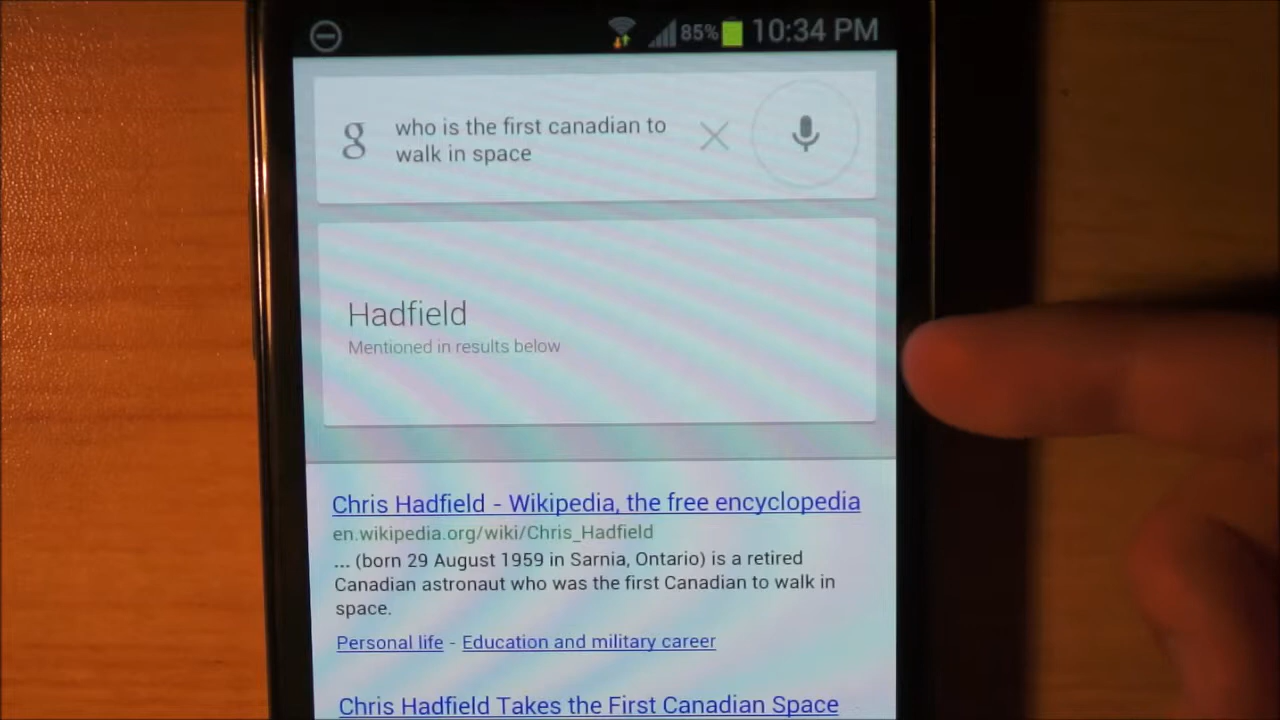 85% 10:34 PM
g
who is the first canadian to
walk in space
Hadfield
Mentioned in results below
Chris Hadfield - Wikipedia, the free encyclopedia
en.wikipedia.org/wiki/Chris_Hadfield
... (born 29 August 1959 in Sarnia, Ontario) is a retired
Canadian astronaut who was the first Canadian to walk in
space.
Personal life - Education and military career
Chris Hadfield Takes the First Canadian Space